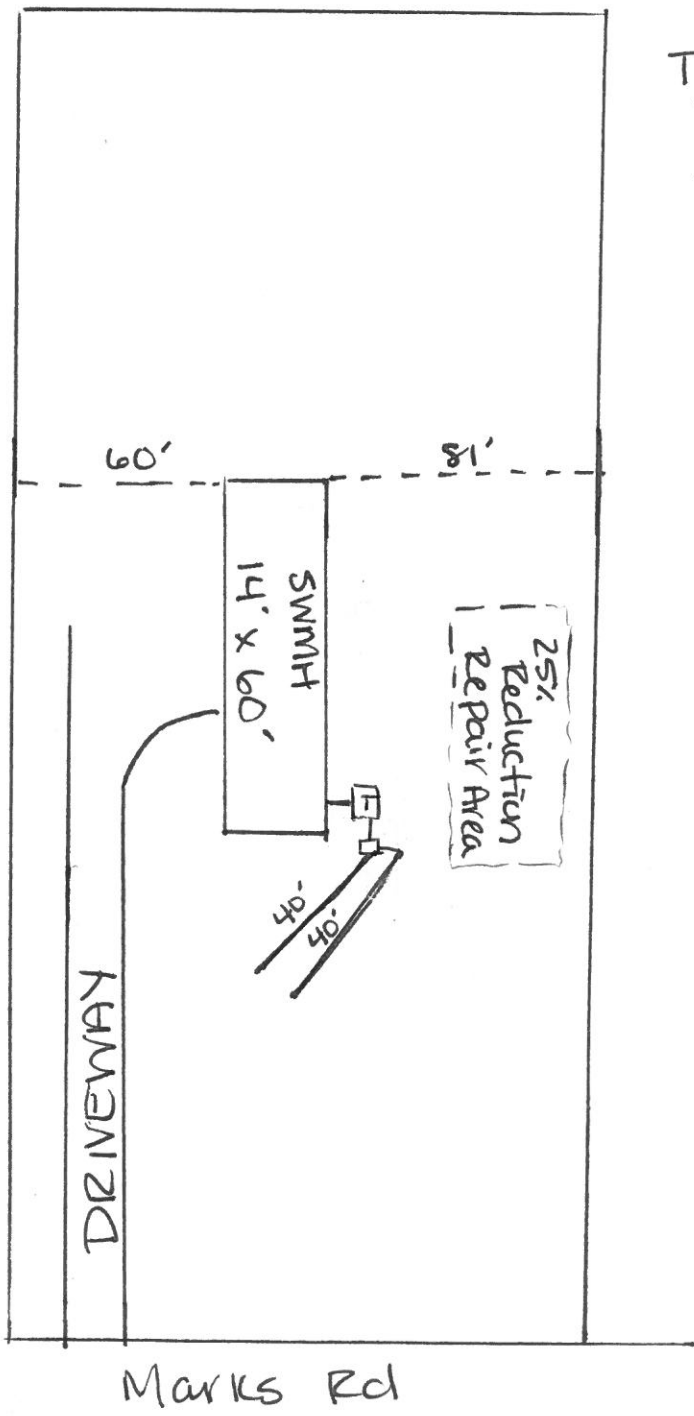 T
60'
81'
SWMH
14' x 60'
25%
Reduction
Repair Area
T
40'
40'
DRIVEWAY
Marks Rd